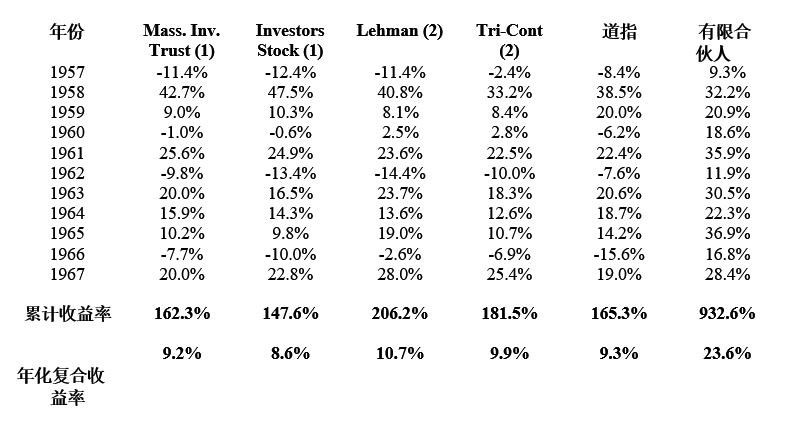 年份 Mass. Inv. Trust (1) Investors Stock (1) Lehman (2) Tri-Cont (2) 道指 有限合伙人
1957 -11.4% -12.4% -11.4% -2.4% -8.4% 9.3%
1958 42.7% 47.5% 40.8% 33.2% 38.5% 32.2%
1959 9.0% 10.3% 8.1% 8.4% 20.0% 20.9%
1960 -1.0% -0.6% 2.5% 2.8% -6.2% 18.6%
1961 25.6% 24.9% 23.6% 22.5% 22.4% 35.9%
1962 -9.8% -13.4% -14.4% -10.0% -7.6% 11.9%
1963 20.0% 16.5% 23.7% 18.3% 20.6% 30.5%
1964 15.9% 14.3% 13.6% 12.6% 18.7% 22.3%
1965 10.2% 9.8% 19.0% 10.7% 14.2% 36.9%
1966 -7.7% -10.0% -2.6% -6.9% -15.6% 16.8%
1967 20.0% 22.8% 28.0% 25.4% 19.0% 28.4%
累计收益率 162.3% 147.6% 206.2% 181.5% 165.3% 932.6%
9.2% 8.6% 10.7% 9.9% 9.3% 23.6%
年化复合收
益率